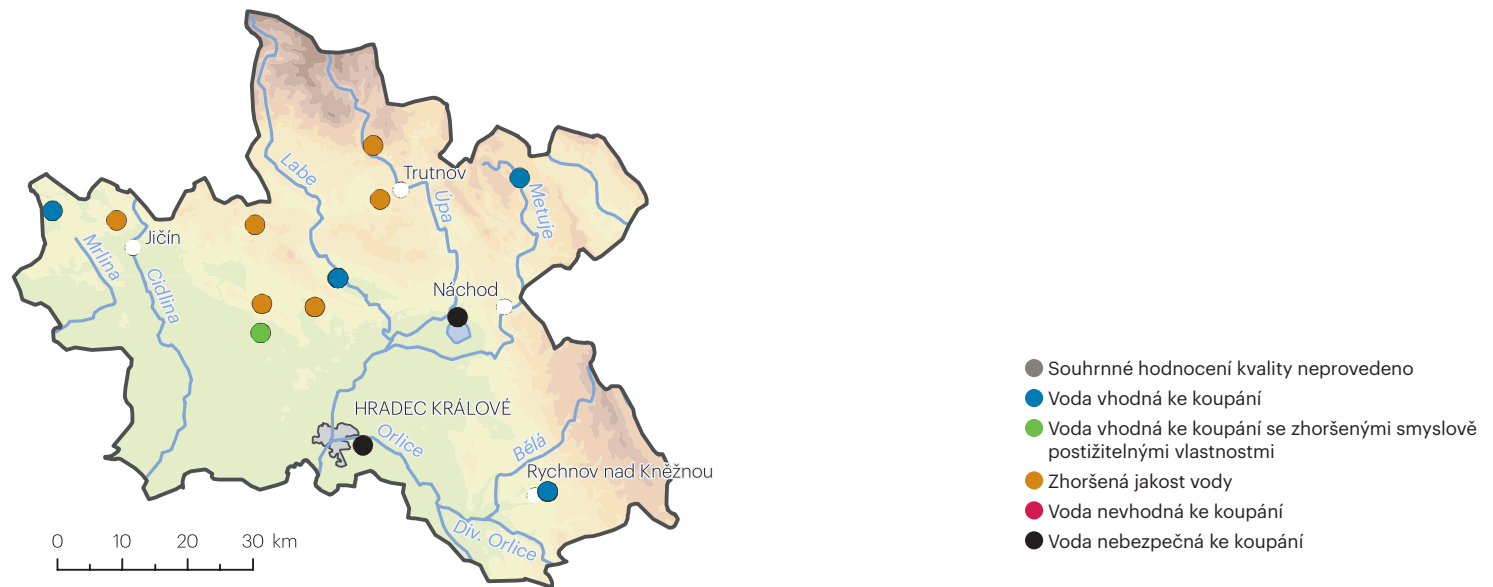 Labe
Trutnov
Úpa
Metuje
Jičín
Mrlina
Cidlina
Náchod
HRADEC KRÁLOVÉ
Orlice
Bělá
Rychnov nad Kněžnou
Div. Orlice
0 10 20 30 km
Souhrnné hodnocení kvality neprovedeno
Voda vhodná ke koupání
Voda vhodná ke koupání se zhoršenými smyslově
postižitelnými vlastnostmi
Zhoršená jakost vody
Voda nevhodná ke koupání
Voda nebezpečná ke koupání